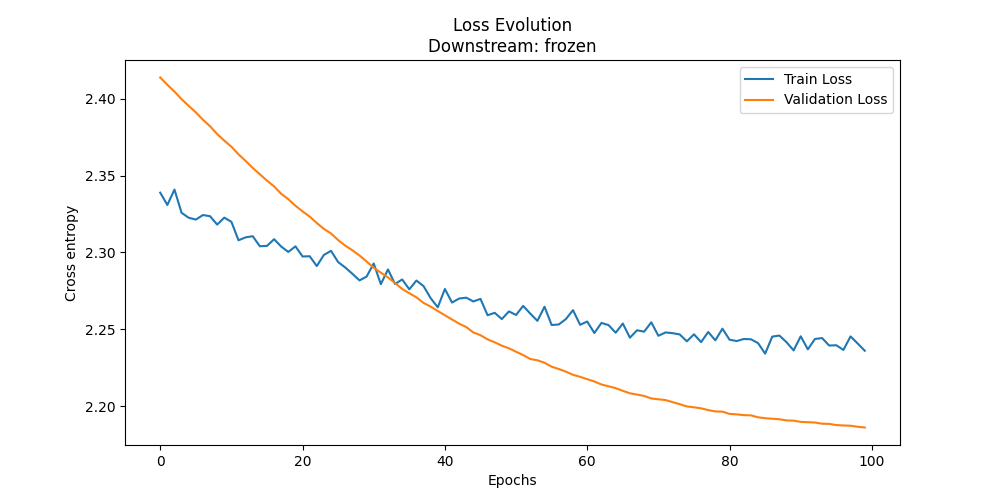 Loss Evolution
Downstream: frozen
Train Loss
Validation Loss
Cross entropy
2.40
2.35
2.30
2.25
2.20
0 20 40 60 80 100
Epochs